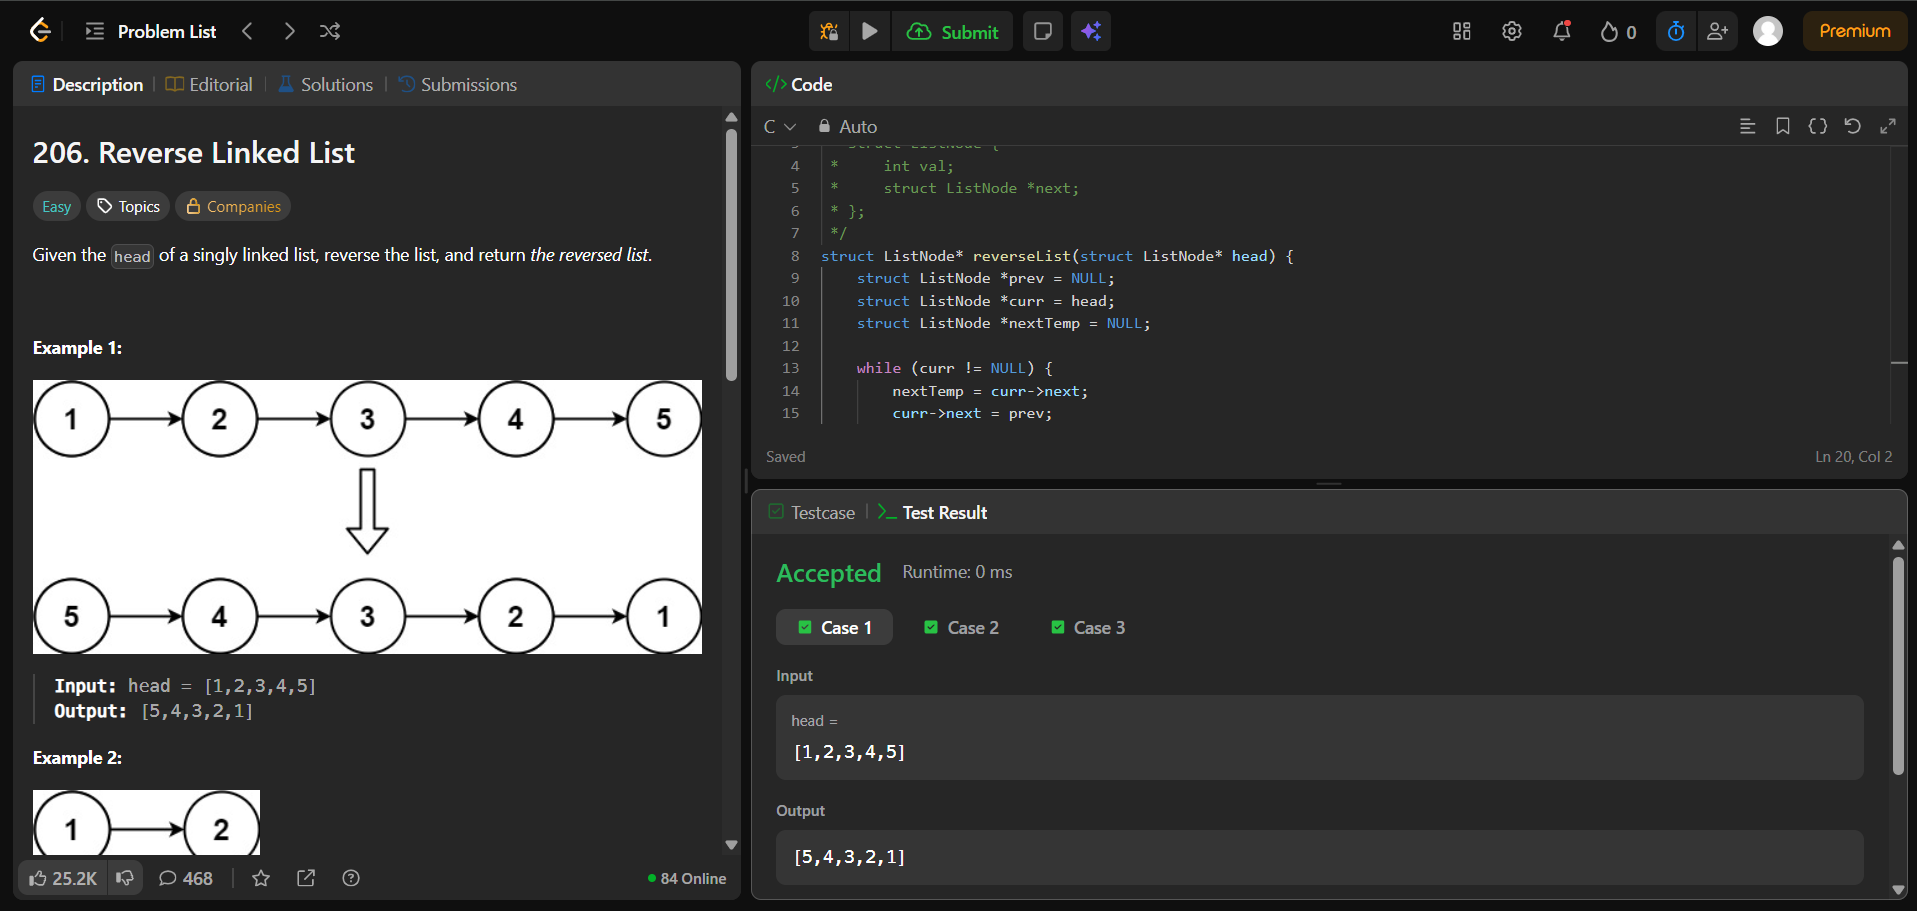 Problem List
Submit
0
Premium
Description
Editorial
Solutions
Submissions
206. Reverse Linked List
Easy
Topics
Companies
Given the head of a singly linked list, reverse the list, and return the reversed list.
Example 1:
1 2 3 4 5
5 4 3 2 1
Input: head = [1,2,3,4,5]
Output: [5,4,3,2,1]
Example 2:
1 2
25.2K
468
84 Online
</> Code
C
Auto
4 * int val;
5 * struct ListNode *next;
6 * };
7 */
8 struct ListNode* reverseList(struct ListNode* head) {
9 struct ListNode *prev = NULL;
10 struct ListNode *curr = head;
11 struct ListNode *nextTemp = NULL;
12
13 while (curr != NULL) {
14 nextTemp = curr->next;
15 curr->next = prev;
Saved
Ln 20, Col 2
Testcase
Test Result
Accepted
Runtime: 0 ms
Case 1
Case 2
Case 3
Input
head =
[1,2,3,4,5]
Output
[5,4,3,2,1]